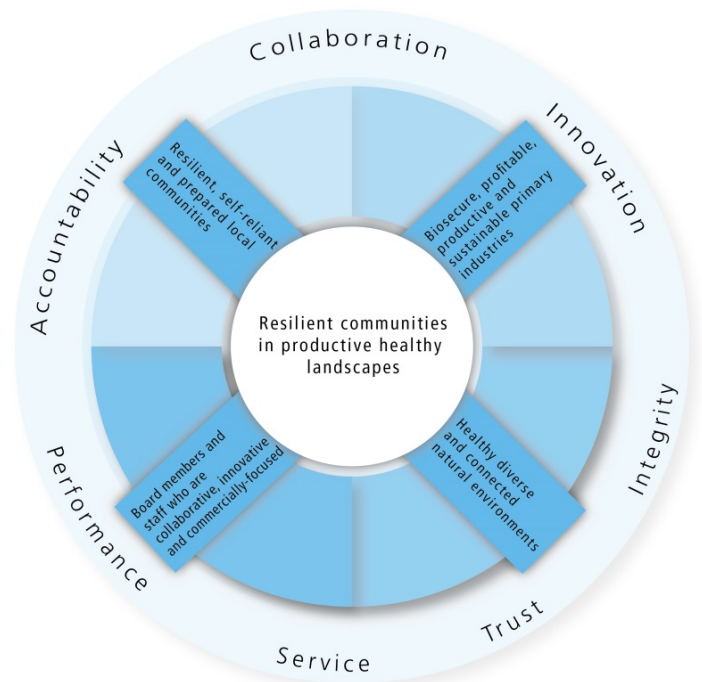 Collaboration
Innovation
Integrity
Trust
Service
Performance
Accountability
Resilient, self-reliant
and prepared local
communities
Biosecure, profitable,
productive and
sustainable primary
industries
Resilient communities
in productive healthy
landscapes
Board members and
staff who are
collaborative, innovative
and commercially-focused
Healthy diverse
and connected
natural environments